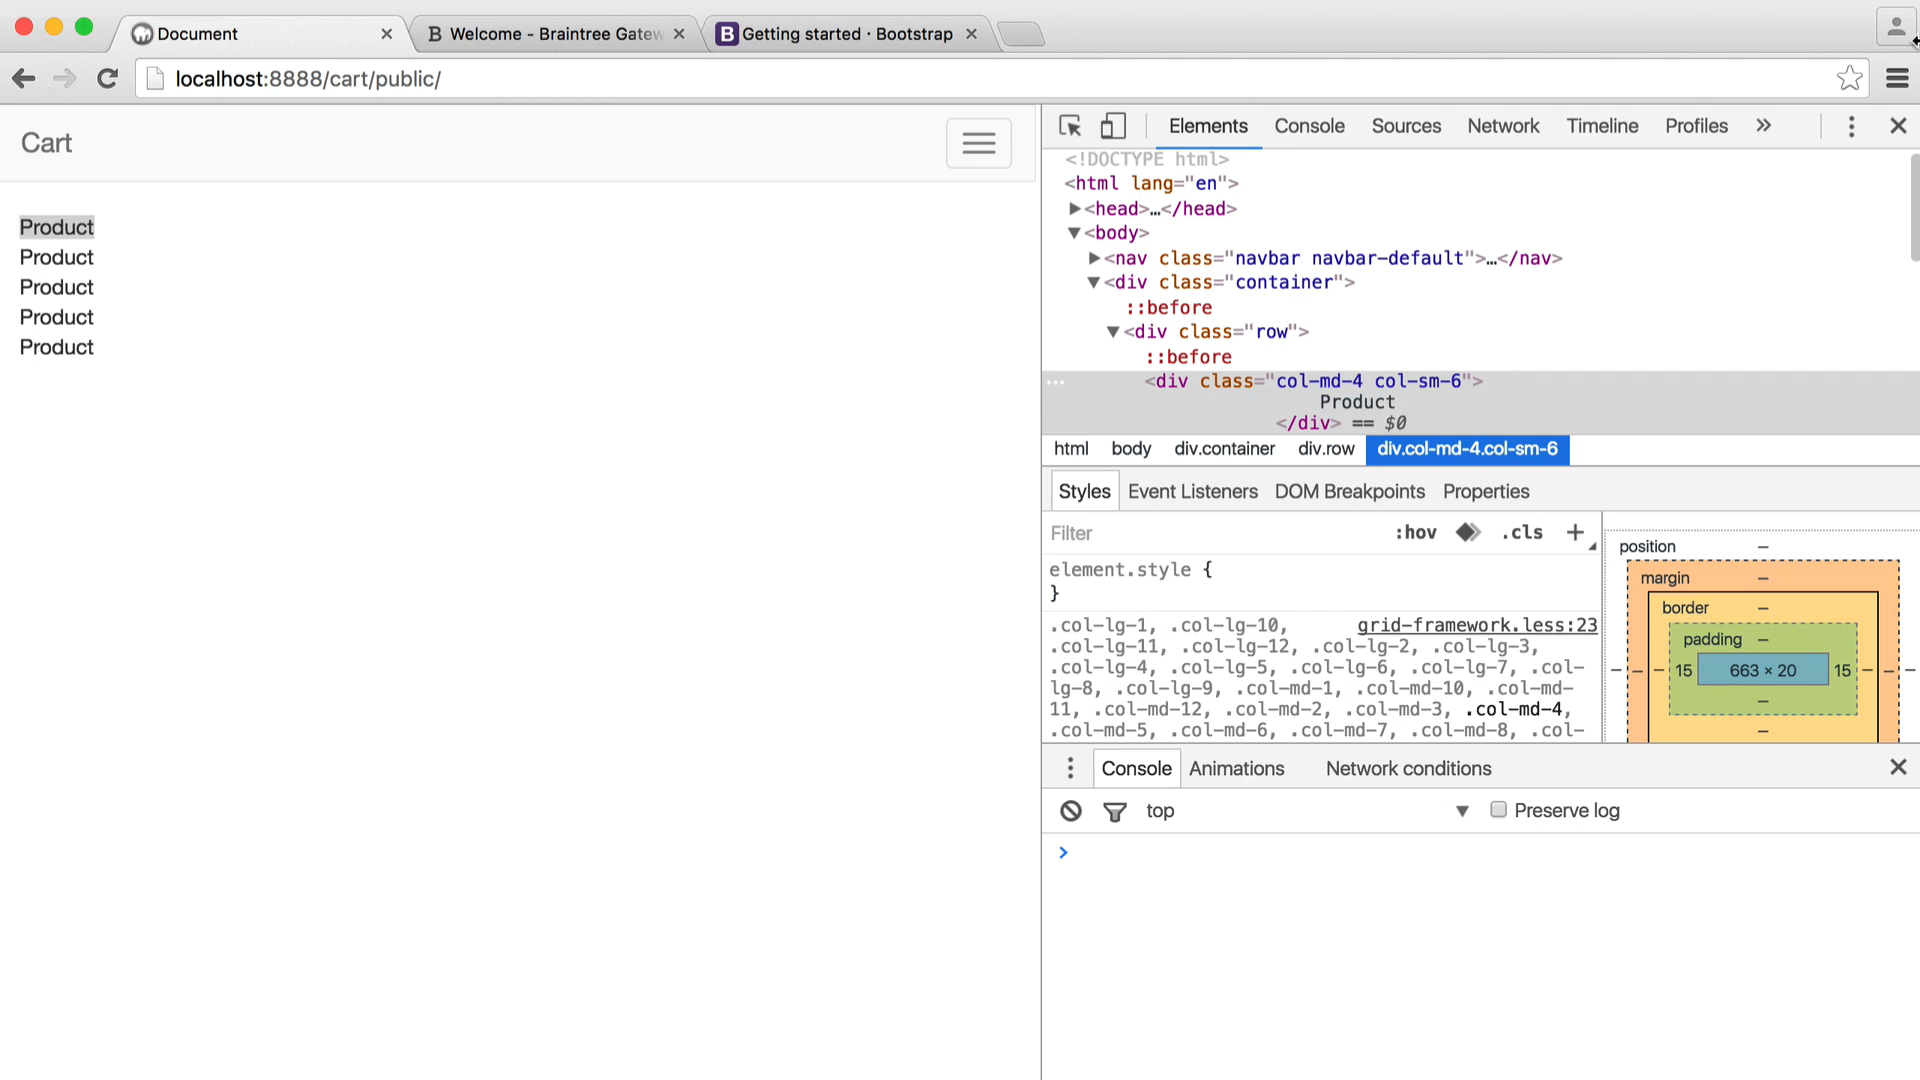 Document
Welcome - Braintree Gatew
Getting started · Bootstrap
localhost:8888/cart/public/
Cart
Product
Product
Product
Product
Product
Elements Console Sources Network Timeline Profiles »
<!DOCTYPE html>
<html lang="en">
▶<head>…</head>
▼<body>
▶<nav class="navbar navbar-default">…</nav>
▼<div class="container">
::before
▼<div class="row">
::before
<div class="col-md-4 col-sm-6">
Product
</div> == $0
html body div.container div.row div.col-md-4.col-sm-6
Styles Event Listeners DOM Breakpoints Properties
Filter :hov .cls +
element.style {
}
.col-lg-1, .col-lg-10, grid-framework.less:23
.col-lg-11, .col-lg-12, .col-lg-2, .col-lg-3,
.col-lg-4, .col-lg-5, .col-lg-6, .col-lg-7, .col-
lg-8, .col-lg-9, .col-md-1, .col-md-10, .col-md-
11, .col-md-12, .col-md-2, .col-md-3, .col-md-4,
.col-md-5, .col-md-6, .col-md-7, .col-md-8, .col-
position –
margin –
border –
padding –
15 663 × 20 15
Console Animations Network conditions
top ▼ Preserve log